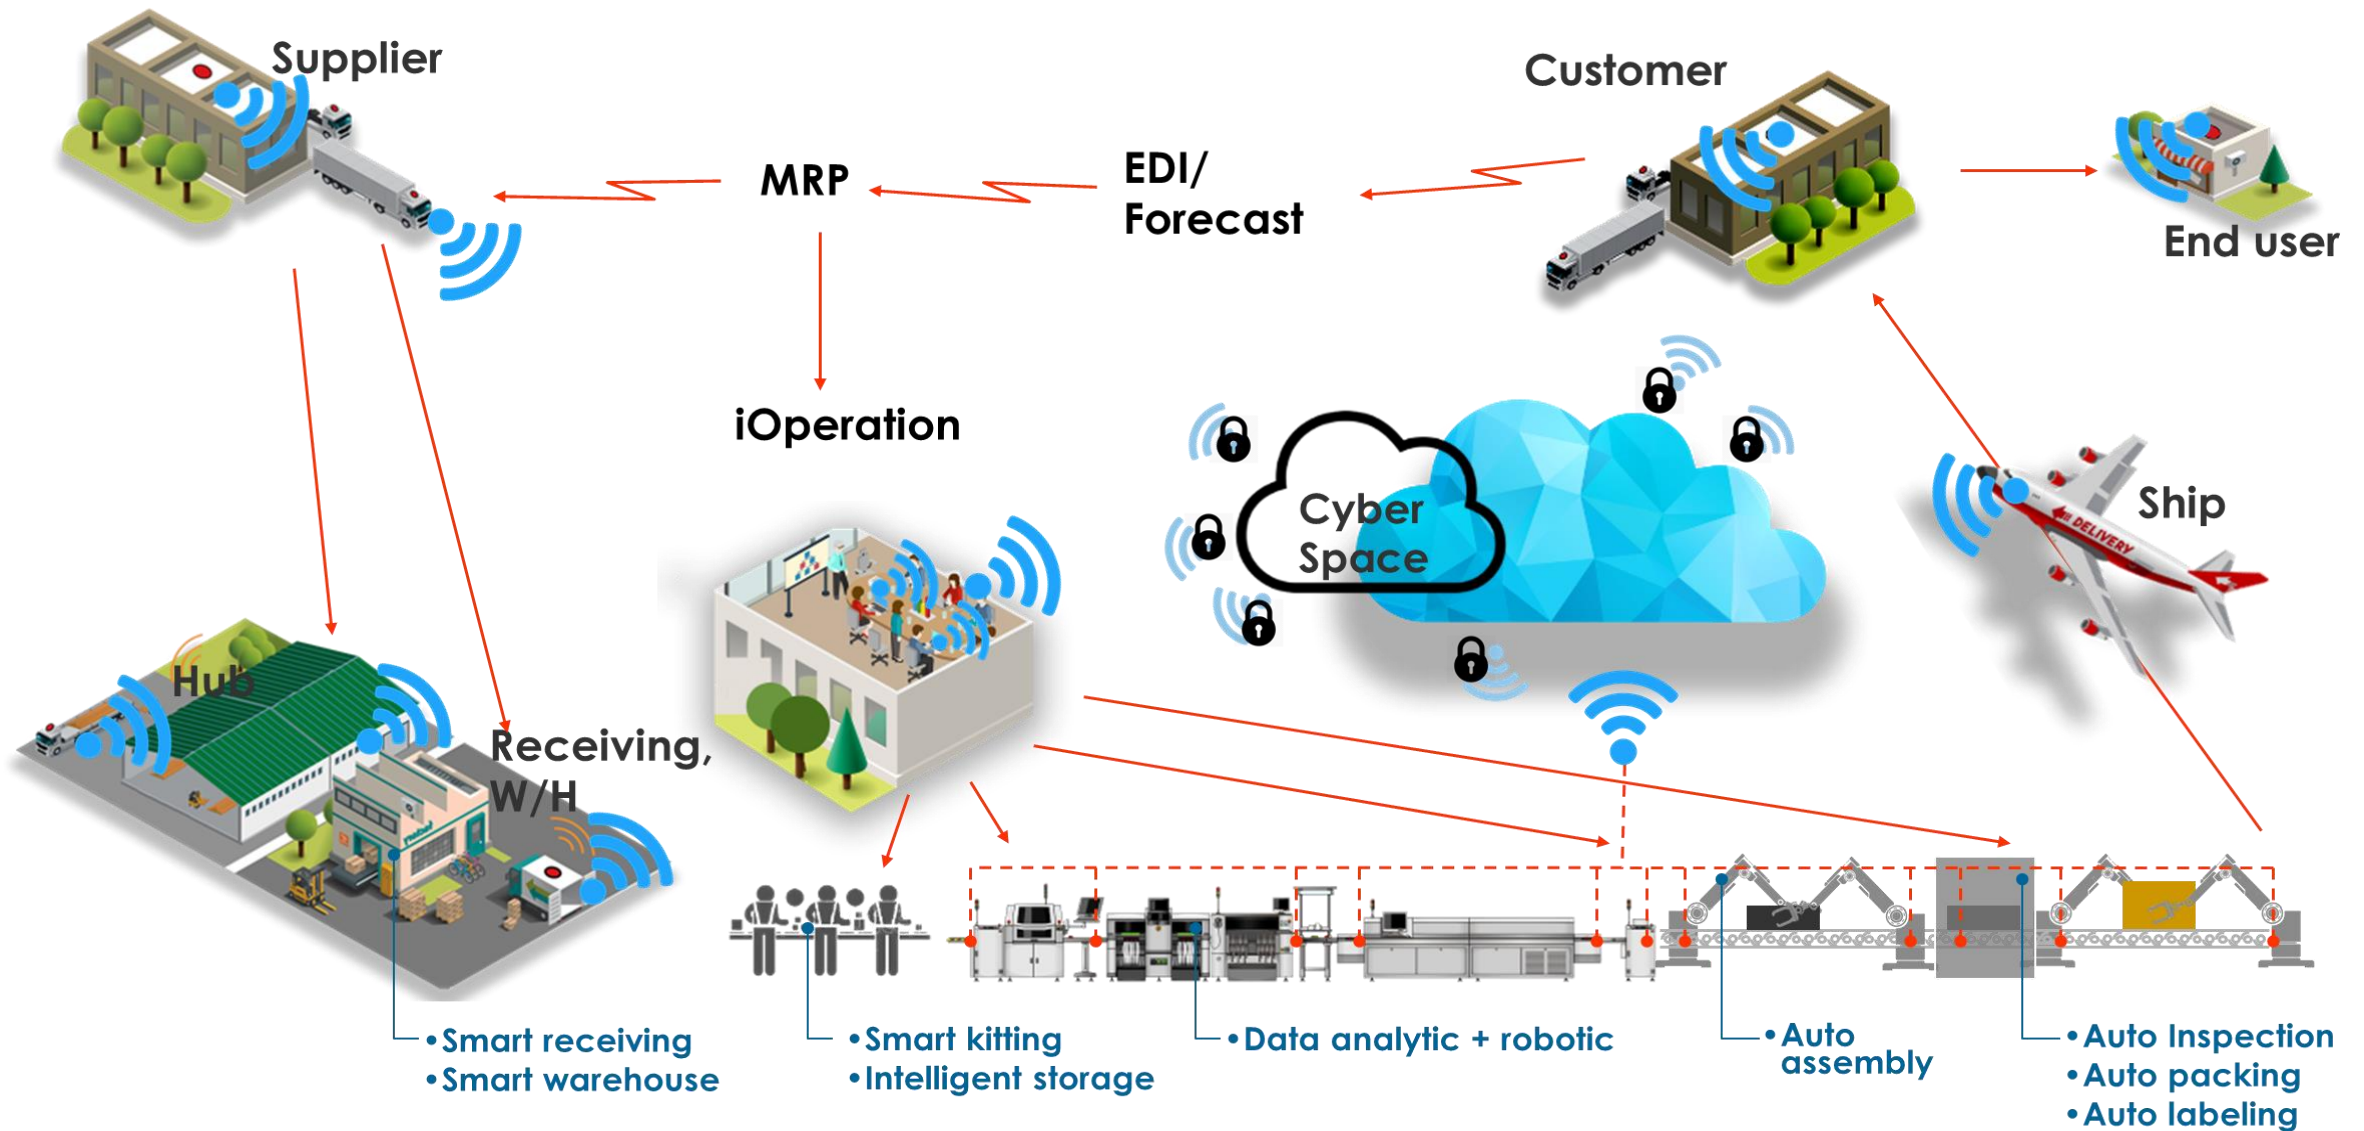 Supplier
Customer
MRP
EDI/
Forecast
End user
iOperation
Cyber
Space
Ship
DELIVERY
Hub
Receiving,
W/H
•Smart receiving
•Smart warehouse
•Smart kitting
•Intelligent storage
•Data analytic + robotic
•Auto
assembly
•Auto Inspection
•Auto packing
•Auto labeling